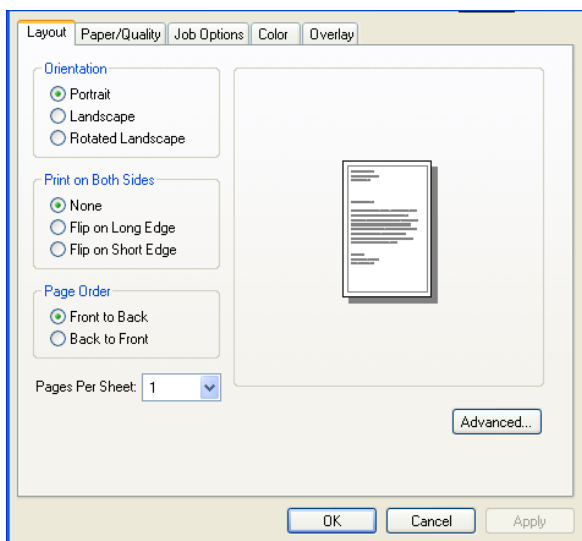 Layout Paper/Quality Job Options Color Overlay
Orientation
Portrait
Landscape
Rotated Landscape
Print on Both Sides
None
Flip on Long Edge
Flip on Short Edge
Page Order
Front to Back
Back to Front
Pages Per Sheet: 1
Advanced...
OK Cancel Apply